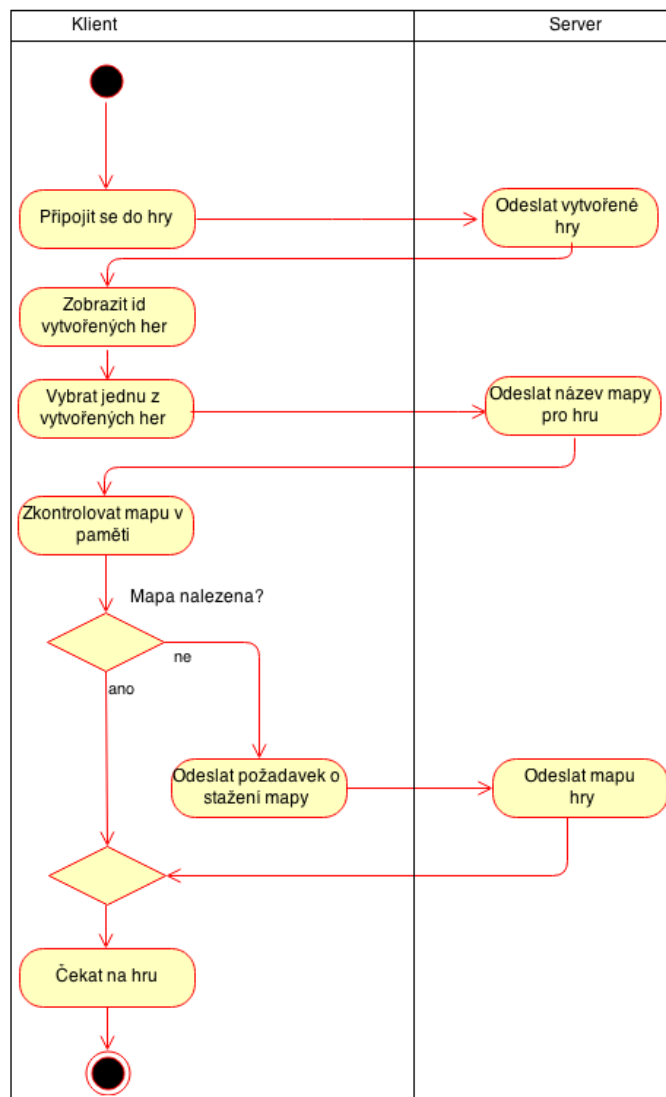 Klient
Server
Připojit se do hry
Odeslat vytvořené
hry
Zobrazit id
vytvořených her
Vybrat jednu z
vytvořených her
Odeslat název mapy
pro hru
Zkontrolovat mapu v
paměti
Mapa nalezena?
ne
ano
Odeslat požadavek o
stažení mapy
Odeslat mapu
hry
Čekat na hru